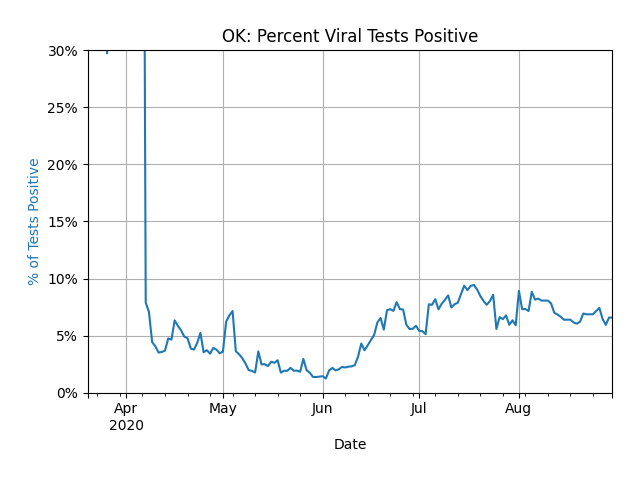 OK: Percent Viral Tests Positive
30%
25%
20%
15%
10%
5%
0%
% of Tests Positive
Apr
2020
May
Jun
Jul
Aug
Date